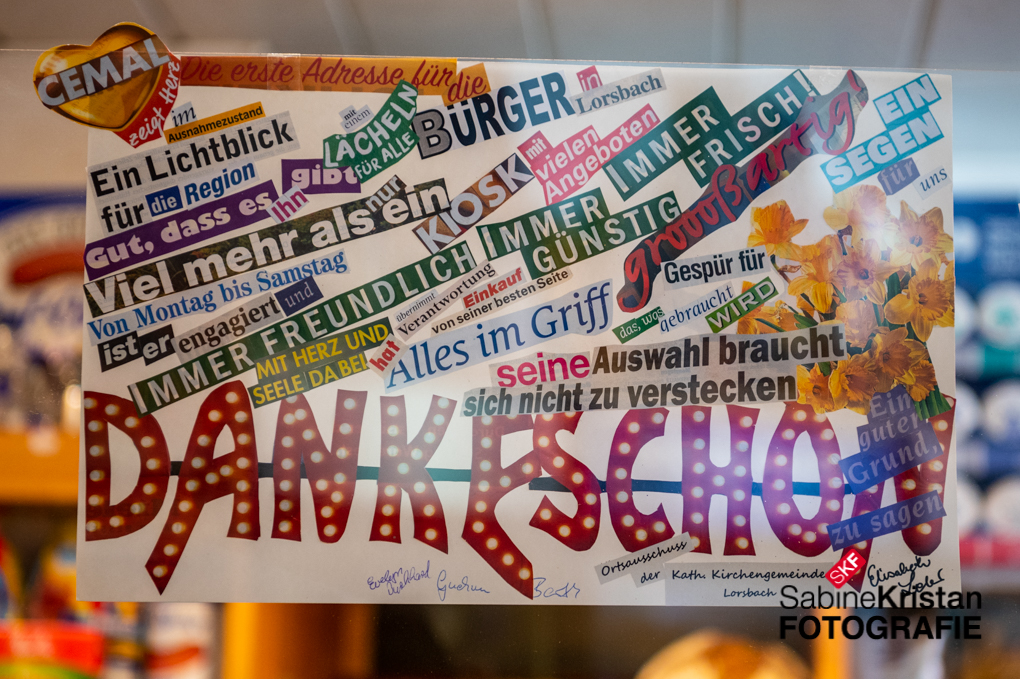 CEMAL
zeigt Herz
Die erste Adresse für die
BÜRGER
in
Lorsbach
im
Ausnahmezustand
mit einem
LÄCHELN
FÜR ALLE
Ein Lichtblick
für die Region
gibt
Gut, dass es ihn
nur
Viel mehr als ein
KIOSK
mit
vielen
Angeboten
IMMER
FRISCH!
groooßartig
EIN
SEGEN
für uns
Von Montag bis Samstag
ist er engagiert und
IMMER FREUNDLICH
IMMER
GÜNSTIG
MIT HERZ UND
SEELE DABEI
übernimmt
Verantwortung
hat
Einkauf
von seiner besten Seite
Alles im Griff
Gespür für
das, was gebraucht WIRD
seine Auswahl braucht
sich nicht zu verstecken
DANKESCHÖN
Ein
guter
Grund,
zu sagen
Ortsausschuss
der Kath. Kirchengemeinde
Lorsbach
Gudrun
SKF
SabineKristan
FOTOGRAFIE